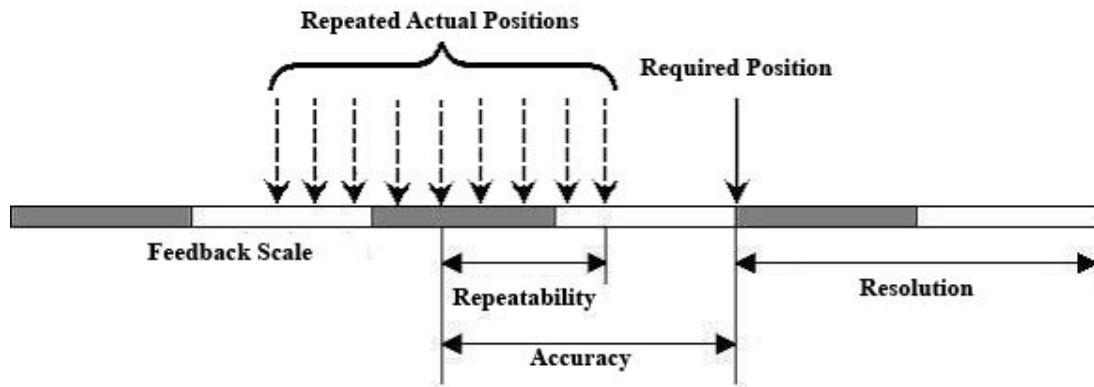 Repeated Actual Positions
Required Position
Feedback Scale
Repeatability
Resolution
Accuracy